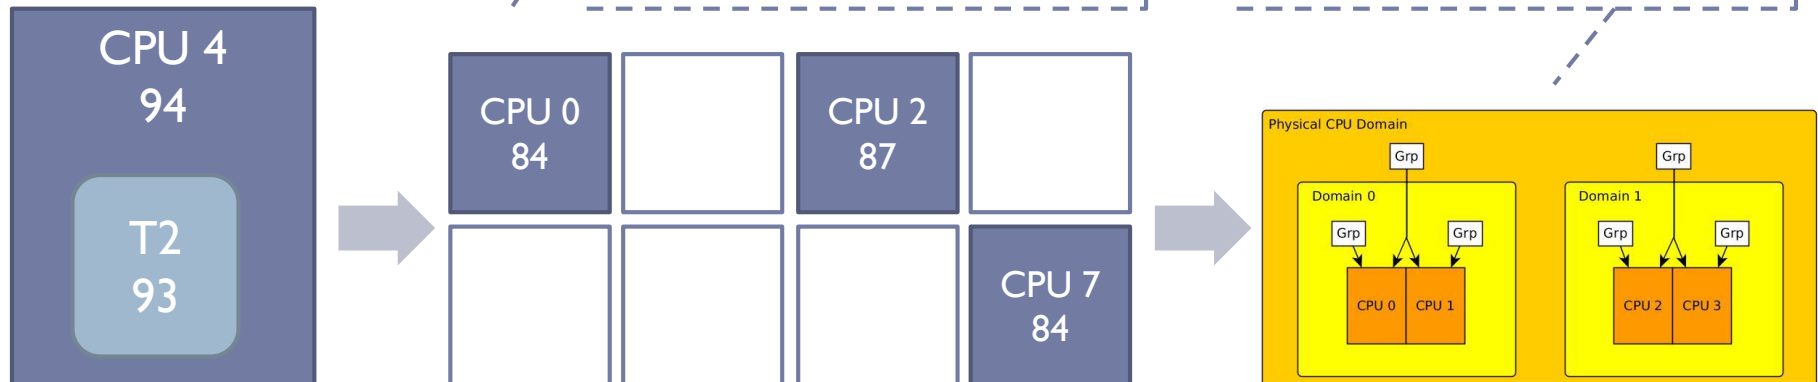 CPU 4
94
T2
93
CPU 0
84
CPU 2
87
CPU 7
84
Physical CPU Domain
Grp
Grp
Domain 0
Domain 1
Grp
Grp
Grp
Grp
CPU 0
CPU 1
CPU 2
CPU 3